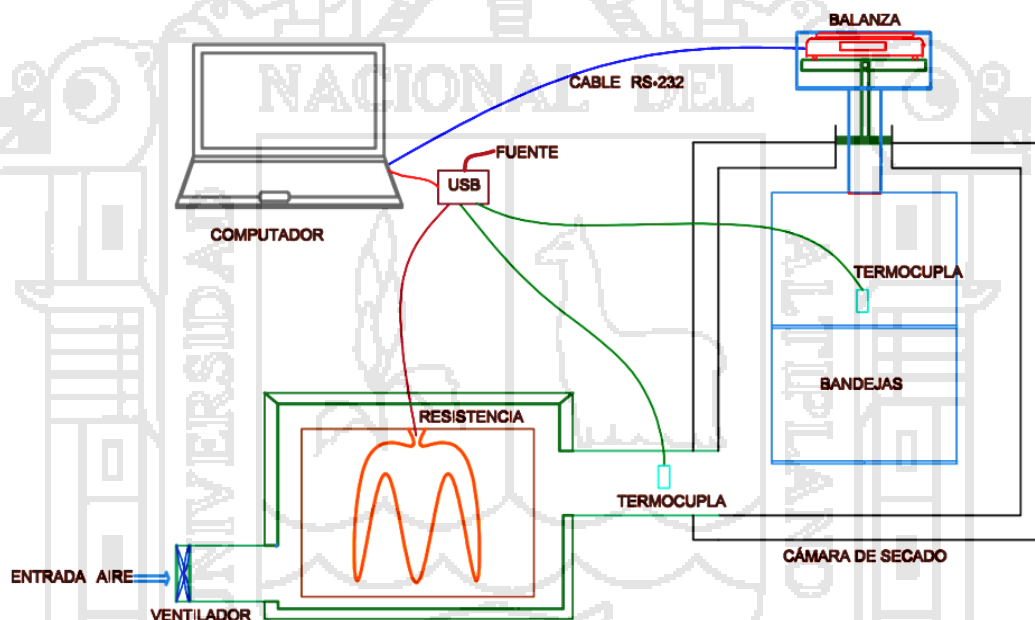 BALANZA
NACIONAL DEL
CABLE RS-232
FUENTE
USB
COMPUTADOR
UNIVERSIDAD
TERMOCUPLA
ALTIPLANO
BANDEJAS
RESISTENCIA
TERMOCUPLA
CÁMARA DE SECADO
ENTRADA AIRE
VENTILADOR